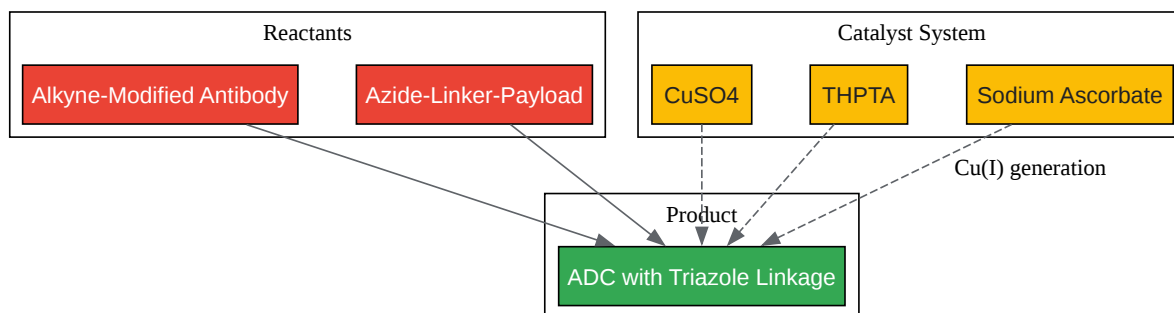 Reactants
Catalyst System
Alkyne-Modified Antibody
Azide-Linker-Payload
CuSO4
THPTA
Sodium Ascorbate
Cu(I) generation
Product
ADC with Triazole Linkage